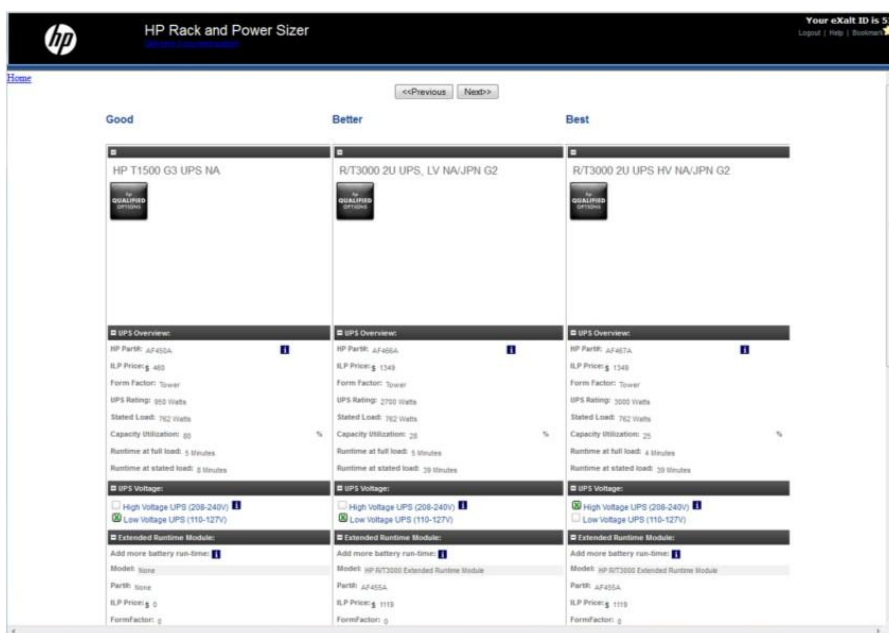 Your eXalt ID is 5
hp
HP Rack and Power Sizer
Logout | Help | Bookmark
Home
<<Previous Next>>
Good Better Best
HP T1500 G3 UPS NA R/T3000 2U UPS, LV NA/JPN G2 R/T3000 2U UPS HV NA/JPN G2
hp QUALIFIED OPTIONS hp QUALIFIED OPTIONS hp QUALIFIED OPTIONS
UPS Overview: UPS Overview: UPS Overview:
HP Part#: AF450A HP Part#: AF466A HP Part#: AF467A
ILP Price: $ 460 ILP Price: $ 1349 ILP Price: $ 1349
Form Factor: Tower Form Factor: Tower Form Factor: Tower
UPS Rating: 950 Watts UPS Rating: 2700 Watts UPS Rating: 3000 Watts
Stated Load: 762 Watts Stated Load: 762 Watts Stated Load: 762 Watts
Capacity Utilization: 80 % Capacity Utilization: 28 % Capacity Utilization: 25 %
Runtime at full load: 5 Minutes Runtime at full load: 5 Minutes Runtime at full load: 4 Minutes
Runtime at stated load: 8 Minutes Runtime at stated load: 39 Minutes Runtime at stated load: 39 Minutes
UPS Voltage: UPS Voltage: UPS Voltage:
High Voltage UPS (208-240V) High Voltage UPS (208-240V) High Voltage UPS (208-240V)
Low Voltage UPS (110-127V) Low Voltage UPS (110-127V) Low Voltage UPS (110-127V)
Extended Runtime Module: Extended Runtime Module: Extended Runtime Module:
Add more battery run-time: Add more battery run-time: Add more battery run-time:
Model: None Model: HP R/T3000 Extended Runtime Module Model: HP R/T3000 Extended Runtime Module
Part#: None Part#: AF455A Part#: AF455A
ILP Price: $ 0 ILP Price: $ 1119 ILP Price: $ 1119
FormFactor: 0 FormFactor: 0 FormFactor: 0